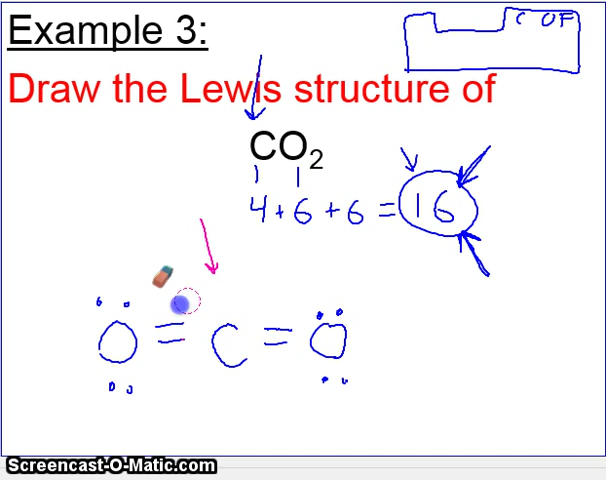 Example 3:
C OF
Draw the Lewis structure of
CO₂
4 + 6 + 6 = 16
O = C = O
Screencast-O-Matic.com